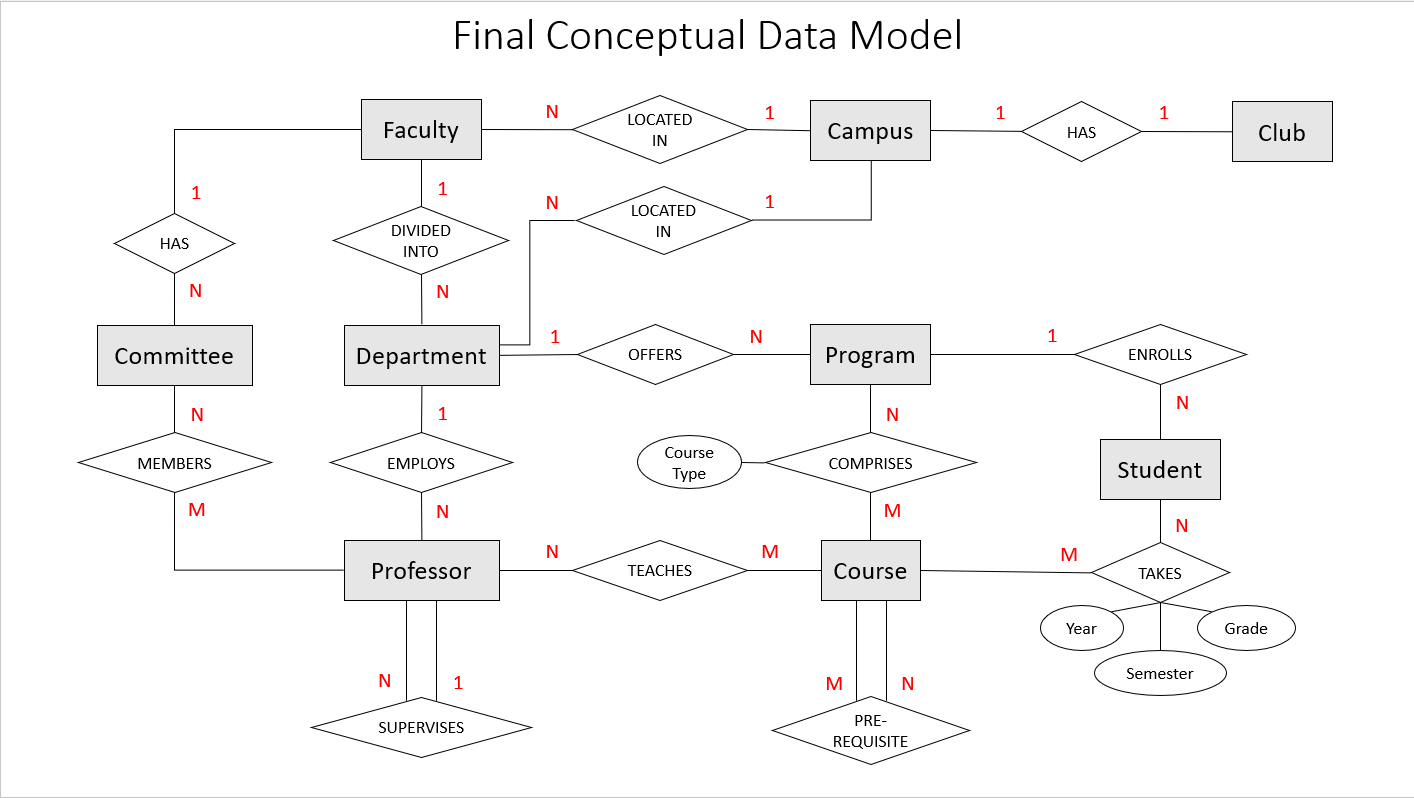 Final Conceptual Data Model
Faculty
N
LOCATED
IN
1
Campus
1
HAS
1
Club
1
HAS
N
1
DIVIDED
INTO
N
N
LOCATED
IN
1
Committee
Department
1
OFFERS
N
Program
1
ENROLLS
N
N
MEMBERS
M
1
EMPLOYS
N
Course
Type
N
COMPRISES
M
Student
N
Professor
N
TEACHES
M
Course
M
TAKES
Year
Grade
Semester
N
1
SUPERVISES
M
N
PRE-
REQUISITE